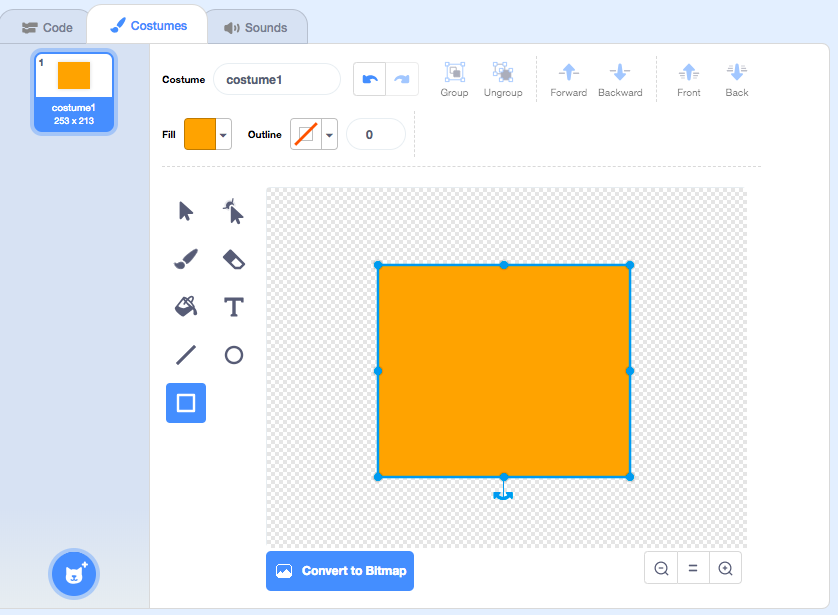 Code
Costumes
Sounds
1
costume1
253 x 213
Costume
costume1
Group
Ungroup
Forward
Backward
Front
Back
Fill
Outline
0
T
Convert to Bitmap